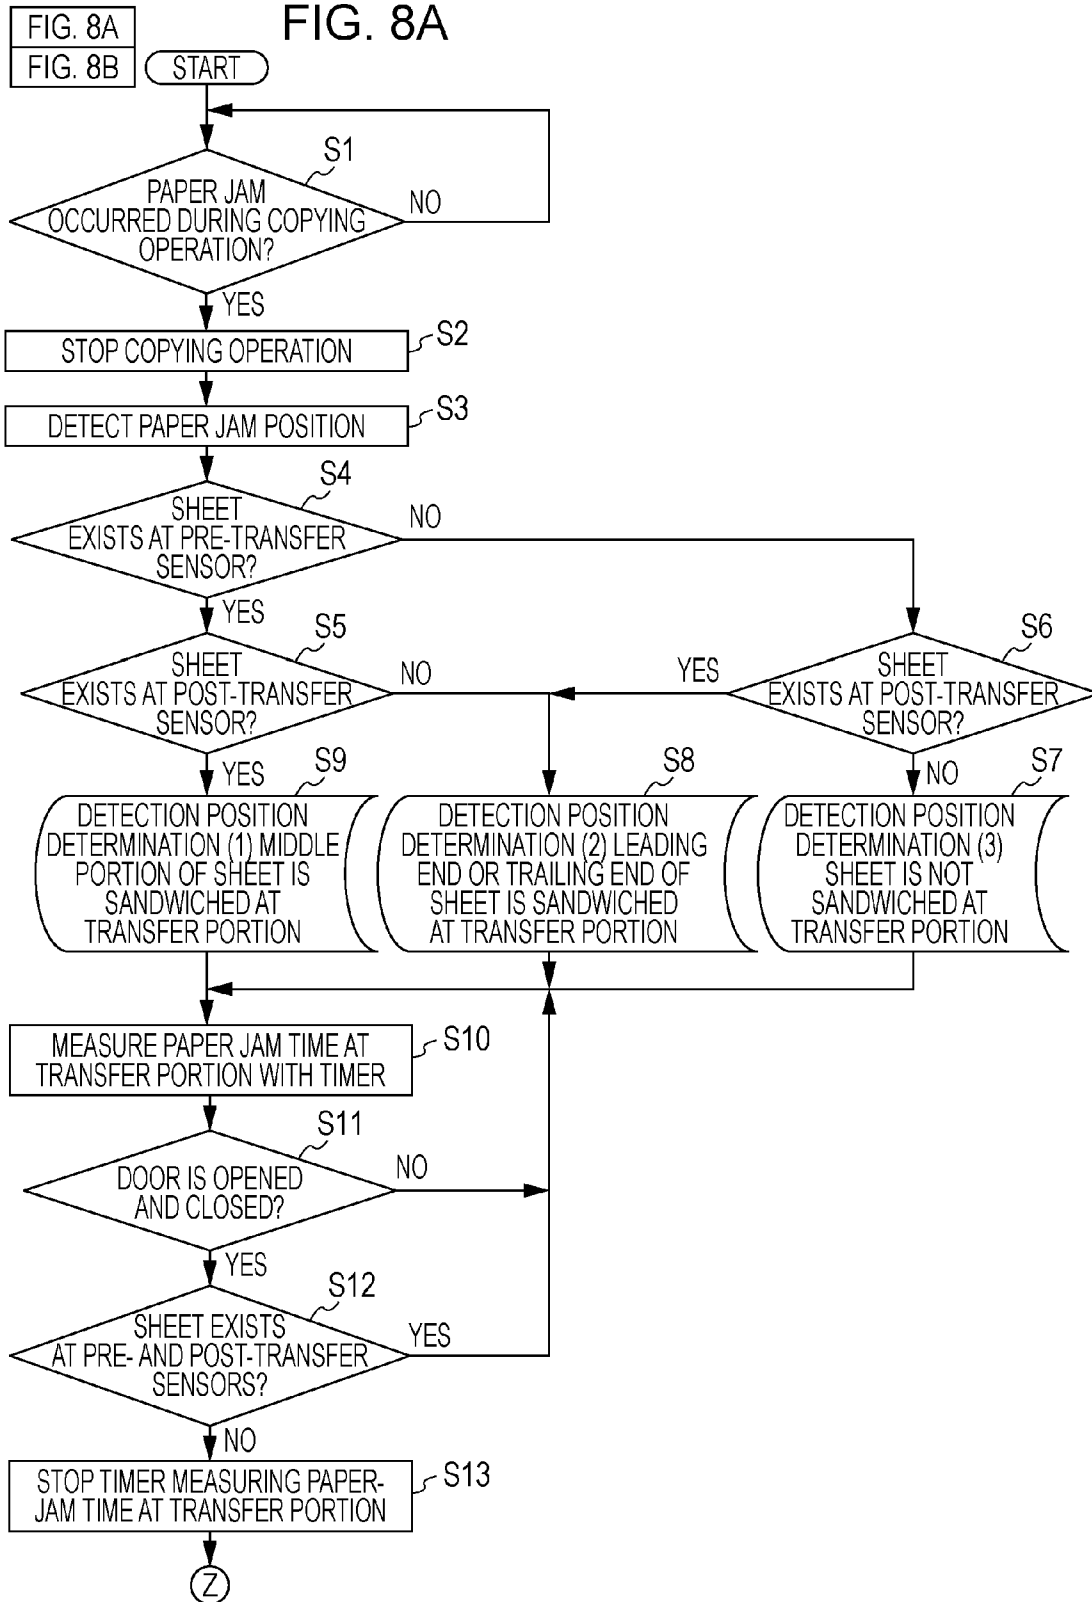 FIG. 8A
FIG. 8A
FIG. 8B
START
S1
PAPER JAM
OCCURRED DURING COPYING
OPERATION?
NO
YES
S2
STOP COPYING OPERATION
S3
DETECT PAPER JAM POSITION
S4
SHEET
EXISTS AT PRE-TRANSFER
SENSOR?
NO
YES
S5
SHEET
EXISTS AT POST-TRANSFER
SENSOR?
NO
YES
S6
SHEET
EXISTS AT POST-TRANSFER
SENSOR?
YES
NO
S9
DETECTION POSITION
DETERMINATION (1) MIDDLE
PORTION OF SHEET IS
SANDWICHED AT
TRANSFER PORTION
S8
DETECTION POSITION
DETERMINATION (2) LEADING
END OR TRAILING END OF
SHEET IS SANDWICHED
AT TRANSFER PORTION
S7
DETECTION POSITION
DETERMINATION (3)
SHEET IS NOT
SANDWICHED AT
TRANSFER PORTION
S10
MEASURE PAPER JAM TIME AT
TRANSFER PORTION WITH TIMER
S11
DOOR IS OPENED
AND CLOSED?
NO
YES
S12
SHEET EXISTS
AT PRE- AND POST-TRANSFER
SENSORS?
YES
NO
S13
STOP TIMER MEASURING PAPER-
JAM TIME AT TRANSFER PORTION
Z